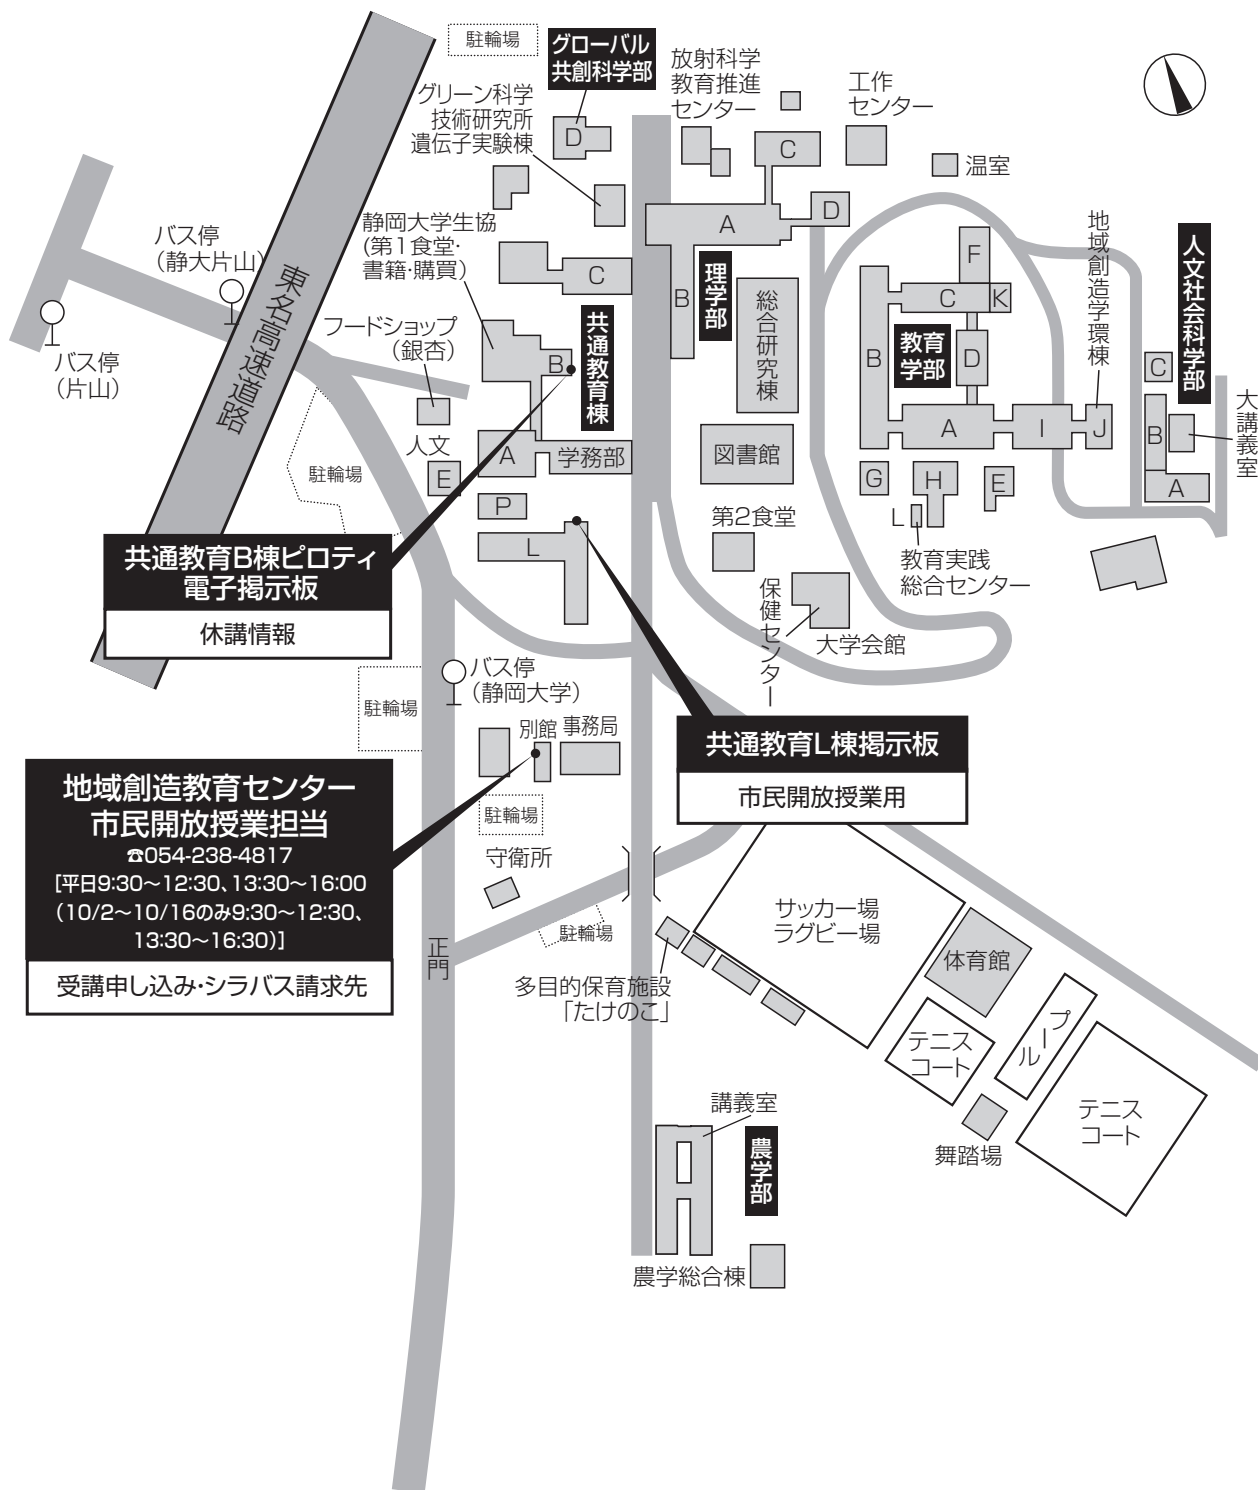 駐輪場
グローバル
共創科学部
放射科学
教育推進
センター
工作
センター
グリーン科学
技術研究所
遺伝子実験棟
D
C
温室
静岡大学生協
(第1食堂・
書籍・購買)
A
D
地域創造学環棟
人文社会科学部
バス停
(静大片山)
東名高速道路
C
B
理学部
総合研究棟
F
C
K
バス停
(片山)
フードショップ
(銀杏)
B
共通教育棟
B
教育
学部
D
C
大講義室
人文
E
A
学務部
図書館
A
I
J
B
A
駐輪場
P
L
第2食堂
G
H
E
L
教育実践
総合センター
共通教育B棟ピロティ
電子掲示板
休講情報
保健センター
大学会館
バス停
(静岡大学)
駐輪場
別館
事務局
共通教育L棟掲示板
市民開放授業用
地域創造教育センター
市民開放授業担当
☎054-238-4817
[平日9:30〜12:30、13:30〜16:00
(10/2〜10/16のみ9:30〜12:30、
13:30〜16:30)]
受講申し込み・シラバス請求先
駐輪場
守衛所
正門
駐輪場
サッカー場
ラグビー場
体育館
多目的保育施設
「たけのこ」
テニス
コート
プール
テニス
コート
舞踏場
講義室
農学部
農学総合棟